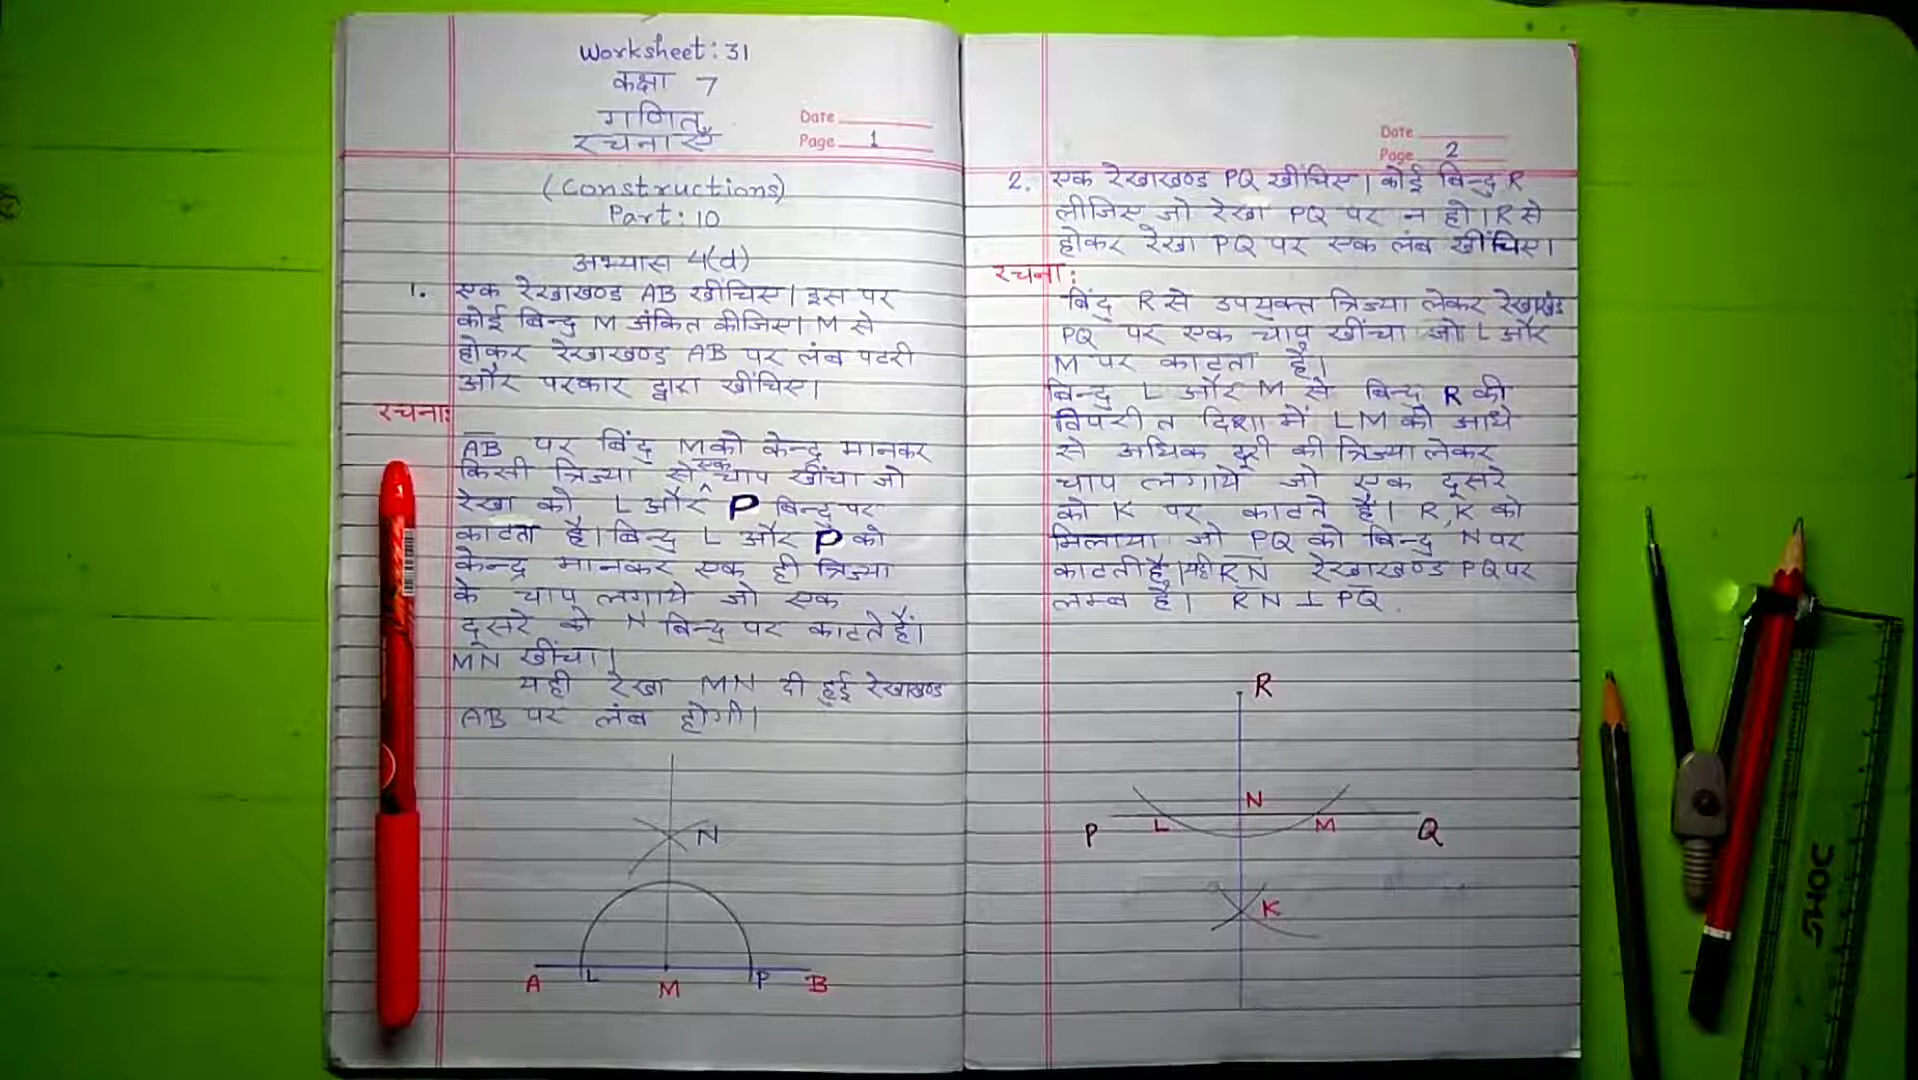 Worksheet: 31
कक्षा 7
गणित
रचनाएँ
Date
Page 1
(Constructions)
Part: 10
अभ्यास 4(d)
1. एक रेखाखण्ड AB खींचिए। इस पर
कोई बिन्दु M अंकित कीजिए। M से
होकर रेखाखण्ड AB पर लंब पटरी
और परकार द्वारा खींचिए।
रचना:
AB पर बिंदु M को केन्द्र मानकर
किसी त्रिज्या से एक चाप खींचा जो
रेखा को L और P बिन्दु पर
काटता है। बिन्दु L और P को
केन्द्र मानकर एक ही त्रिज्या
के चाप लगाये जो एक
दूसरे को N बिन्दु पर काटते हैं।
MN खींचा।
यही रेखा MN दी हुई रेखाखण्ड
AB पर लंब होगी।
N
A L M P B
Date
Page 2
2. एक रेखाखण्ड PQ खींचिए। कोई बिन्दु R
लीजिए जो रेखा PQ पर न हो। R से
होकर रेखा PQ पर एक लंब खींचिए।
रचना:
बिंदु R से उपयुक्त त्रिज्या लेकर रेखाखंड
PQ पर एक चाप खींचा जो L और
M पर काटता है।
बिन्दु L और M से बिन्दु R की
विपरीत दिशा में LM की आधे
से अधिक दूरी की त्रिज्या लेकर
चाप लगाये जो एक दूसरे
को K पर काटते हैं। R, K को
मिलाया जो PQ को बिन्दु N पर
काटती है। यही RN रेखाखण्ड PQ पर
लम्ब है। RN ⊥ PQ.
R
N
P L M Q
K
SHOC